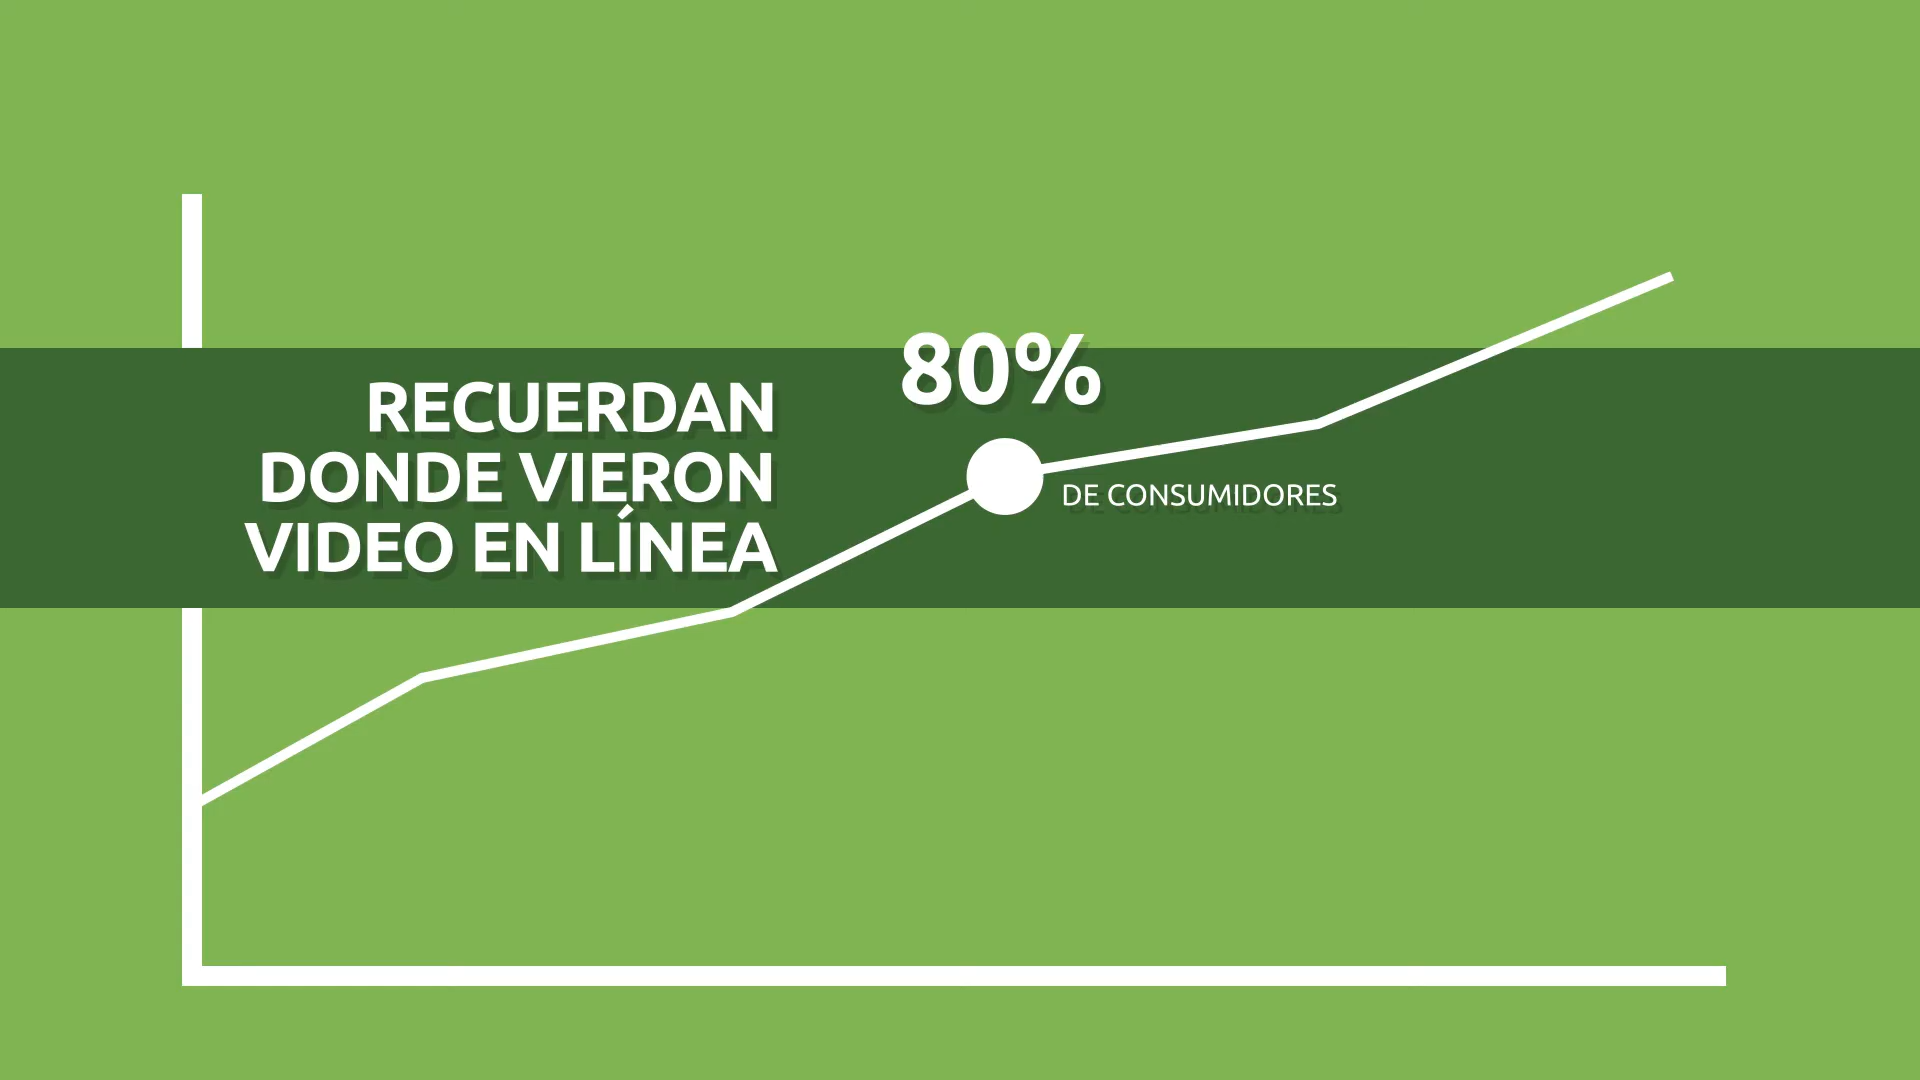 80%
RECUERDAN
DONDE VIERON
VIDEO EN LÍNEA
DE CONSUMIDORES